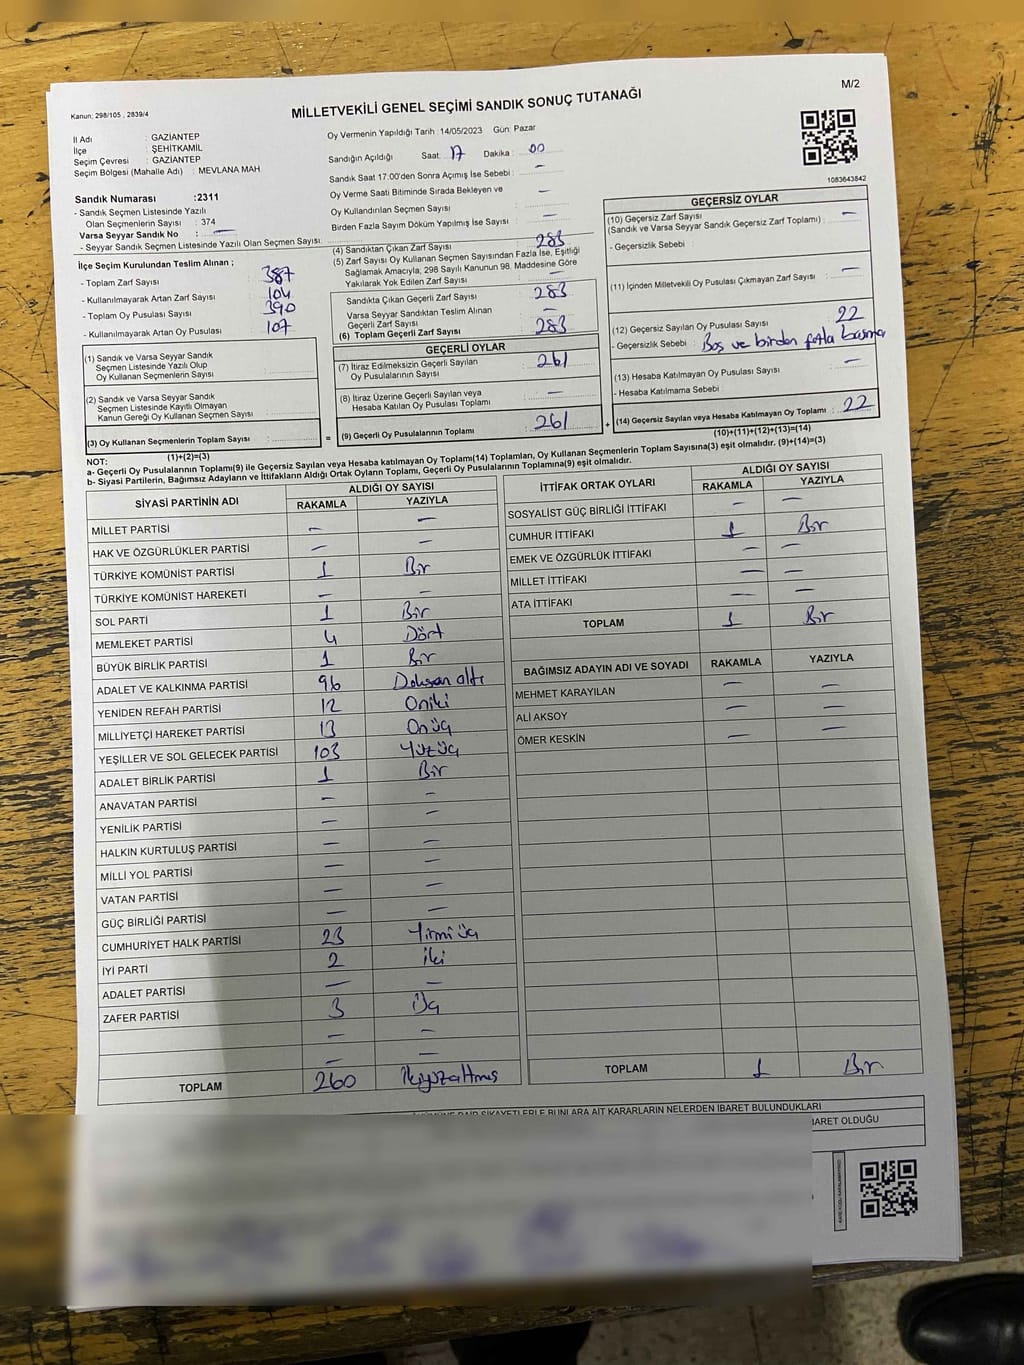 M/2
Kanun; 298/105 , 2839/4
MİLLETVEKİLİ GENEL SEÇİMİ SANDIK SONUÇ TUTANAĞI
İl Adı : GAZİANTEP
İlçe : ŞEHİTKAMİL
Seçim Çevresi : GAZİANTEP
Seçim Bölgesi (Mahalle Adı) : MEVLANA MAH
Sandık Numarası :2311
- Sandık Seçmen Listesinde Yazılı
Olan Seçmenlerin Sayısı : 374
Varsa Seyyar Sandık No : —
- Seyyar Sandık Seçmen Listesinde Yazılı Olan Seçmen Sayısı:
İlçe Seçim Kurulundan Teslim Alınan ;
- Toplam Zarf Sayısı 387
- Kullanılmayarak Artan Zarf Sayısı 104
- Toplam Oy Pusulası Sayısı 390
- Kullanılmayarak Artan Oy Pusulası 107
Oy Vermenin Yapıldığı Tarih : 14/05/2023 Gün: Pazar
Sandığın Açıldığı Saat: 17 Dakika : 00
Sandık Saat 17:00'den Sonra Açımış İse Sebebi : —
Oy Verme Saati Bitiminde Sırada Bekleyen ve
Oy Kullandırılan Seçmen Sayısı —
Birden Fazla Sayım Döküm Yapılmış İse Sayısı : —
(4) Sandıktan Çıkan Zarf Sayısı 283
(5) Zarf Sayısı Oy Kullanan Seçmen Sayısından Fazla İse, Eşitliği
Sağlamak Amacıyla; 298 Sayılı Kanunun 98. Maddesine Göre
Yakılarak Yok Edilen Zarf Sayısı : —
Sandıkta Çıkan Geçerli Zarf Sayısı 283
Varsa Seyyar Sandıktan Teslim Alınan
Geçerli Zarf Sayısı : —
(6) Toplam Geçerli Zarf Sayısı 283
1083643842
GEÇERSİZ OYLAR
(10) Geçersiz Zarf Sayısı
(Sandık ve Varsa Seyyar Sandık Geçersiz Zarf Toplamı) : —
- Geçersizlik Sebebi :
(11) İçinden Milletvekili Oy Pusulası Çıkmayan Zarf Sayısı : —
(12) Geçersiz Sayılan Oy Pusulası Sayısı 22
- Geçersizlik Sebebi : Boş ve birden fazla basma
(13) Hesaba Katılmayan Oy Pusulası Sayısı : —
- Hesaba Katılmama Sebebi :
(14) Geçersiz Sayılan veya Hesaba Katılmayan Oy Toplamı : 22
(10)+(11)+(12)+(13)=(14)
(1) Sandık ve Varsa Seyyar Sandık
Seçmen Listesinde Yazılı Olup
Oy Kullanan Seçmenlerin Sayısı :
(2) Sandık ve Varsa Seyyar Sandık
Seçmen Listesinde Kayıtlı Olmayan
Kanun Gereği Oy Kullanan Seçmen Sayısı :
(3) Oy Kullanan Seçmenlerin Toplam Sayısı :
(1)+(2)=(3)
=
GEÇERLİ OYLAR
(7) İtiraz Edilmeksizin Geçerli Sayılan
Oy Pusulasının Sayısı : 261
(8) İtiraz Üzerine Geçerli Sayılan veya
Hesaba Katılan Oy Pusulası Toplamı : —
(9) Geçerli Oy Pusulalarının Toplamı : 261
+
NOT:
a- Geçerli Oy Pusulalarının Toplamı(9) ile Geçersiz Sayılan veya Hesaba katılmayan Oy Toplamı(14) Toplamları, Oy Kullanan Seçmenlerin Toplam Sayısına(3) eşit olmalıdır. (9)+(14)=(3)
b- Siyasi Partilerin, Bağımsız Adayların ve İttifakların Aldığı Ortak Oyların Toplamı, Geçerli Oy Pusulalarının Toplamına(9) eşit olmalıdır.
SİYASİ PARTİNİN ADI ALDIĞI OY SAYISI
RAKAMLA YAZIYLA
MİLLET PARTİSİ — —
HAK VE ÖZGÜRLÜKLER PARTİSİ — —
TÜRKİYE KOMÜNİST PARTİSİ 1 Bir
TÜRKİYE KOMÜNİST HAREKETİ — —
SOL PARTİ 1 Bir
MEMLEKET PARTİSİ 4 Dört
BÜYÜK BİRLİK PARTİSİ 1 Bir
ADALET VE KALKINMA PARTİSİ 96 Doksan altı
YENİDEN REFAH PARTİSİ 12 Oniki
MİLLİYETÇİ HAREKET PARTİSİ 13 Onüç
YEŞİLLER VE SOL GELECEK PARTİSİ 103 Yüzüç
ADALET BİRLİK PARTİSİ 1 Bir
ANAVATAN PARTİSİ — —
YENİLİK PARTİSİ — —
HALKIN KURTULUŞ PARTİSİ — —
MİLLİ YOL PARTİSİ — —
VATAN PARTİSİ — —
GÜÇ BİRLİĞİ PARTİSİ — —
CUMHURİYET HALK PARTİSİ 23 Yirmiüç
İYİ PARTİ 2 İki
ADALET PARTİSİ — —
ZAFER PARTİSİ 3 Üç
— —
— —
TOPLAM 260 İkiyüzaltmış
İTTİFAK ORTAK OYLARI ALDIĞI OY SAYISI
RAKAMLA YAZIYLA
SOSYALİST GÜÇ BİRLİĞİ İTTİFAKI — —
CUMHUR İTTİFAKI 1 Bir
EMEK VE ÖZGÜRLÜK İTTİFAKI — —
MİLLET İTTİFAKI — —
ATA İTTİFAKI — —
TOPLAM 1 Bir
BAĞIMSIZ ADAYIN ADI VE SOYADI RAKAMLA YAZIYLA
MEHMET KARAYILAN — —
ALİ AKSOY — —
ÖMER KESKİN — —
TOPLAM 1 Bir
DAİR ŞİKAYETLERLE BUNLARA AİT KARARLARIN NELERDEN İBARET BULUNDUKLARI
OLDUĞU